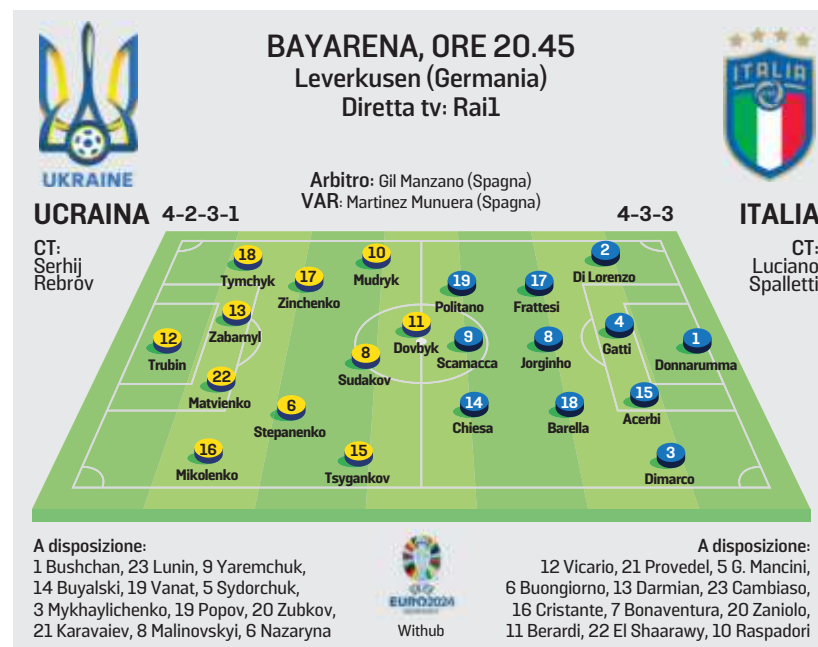 BAYARENA, ORE 20.45
Leverkusen (Germania)
Diretta tv: Rai1
UKRAINE
ITALIA
Arbitro: Gil Manzano (Spagna)
VAR: Martinez Munuera (Spagna)
UCRAINA 4-2-3-1
4-3-3 ITALIA
CT:
Serhij
Rebrov
CT:
Luciano
Spalletti
18
Tymchyk
17
Zinchenko
10
Mudryk
13
Zabarnyl
12
Trubin
22
Matvienko
11
Dovbyk
8
Sudakov
6
Stepanenko
16
Mikolenko
15
Tsygankov
19
Politano
17
Frattesi
2
Di Lorenzo
9
Scamacca
8
Jorginho
4
Gatti
1
Donnarumma
14
Chiesa
18
Barella
15
Acerbi
3
Dimarco
A disposizione:
1 Bushchan, 23 Lunin, 9 Yaremchuk,
14 Buyalski, 19 Vanat, 5 Sydorchuk,
3 Mykhaylichenko, 19 Popov, 20 Zubkov,
21 Karavaiev, 8 Malinovskyi, 6 Nazaryna
EURO2024
Withub
A disposizione:
12 Vicario, 21 Provedel, 5 G. Mancini,
6 Buongiorno, 13 Darmian, 23 Cambiaso,
16 Cristante, 7 Bonaventura, 20 Zaniolo,
11 Berardi, 22 El Shaarawy, 10 Raspadori